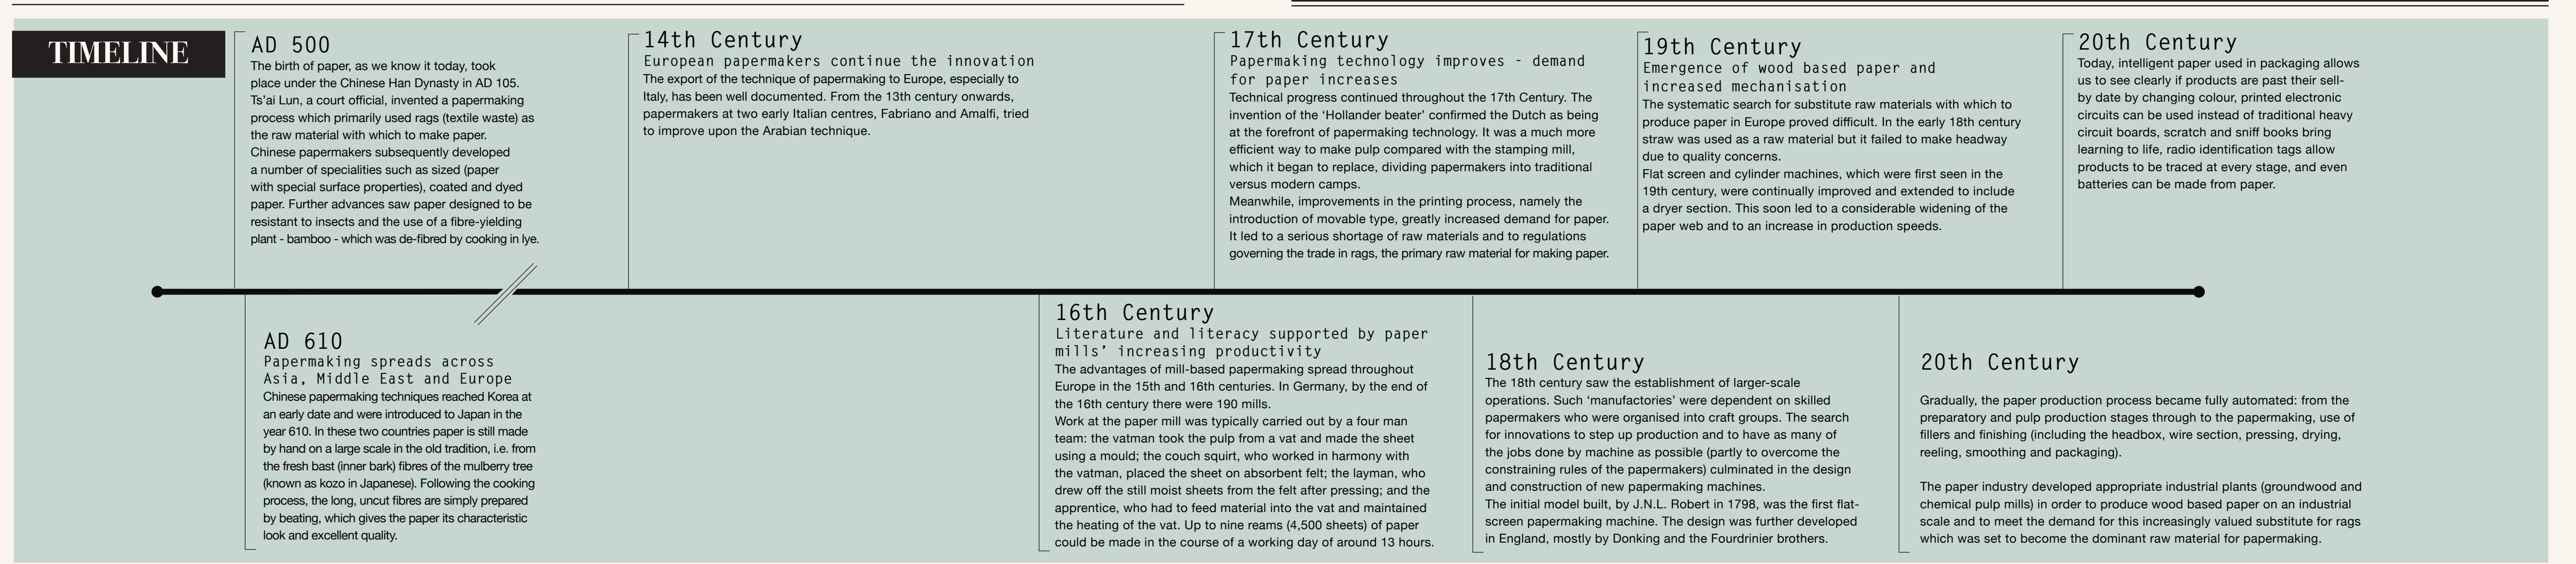 TIMELINE
AD 500
The birth of paper, as we know it today, took
place under the Chinese Han Dynasty in AD 105.
Ts’ai Lun, a court official, invented a papermaking
process which primarily used rags (textile waste) as
the raw material with which to make paper.
Chinese papermakers subsequently developed
a number of specialities such as sized (paper
with special surface properties), coated and dyed
paper. Further advances saw paper designed to be
resistant to insects and the use of a fibre-yielding
plant - bamboo - which was de-fibred by cooking in lye.
AD 610
Papermaking spreads across
Asia, Middle East and Europe
Chinese papermaking techniques reached Korea at
an early date and were introduced to Japan in the
year 610. In these two countries paper is still made
by hand on a large scale in the old tradition, i.e. from
the fresh bast (inner bark) fibres of the mulberry tree
(known as kozo in Japanese). Following the cooking
process, the long, uncut fibres are simply prepared
by beating, which gives the paper its characteristic
look and excellent quality.
14th Century
European papermakers continue the innovation
The export of the technique of papermaking to Europe, especially to
Italy, has been well documented. From the 13th century onwards,
papermakers at two early Italian centres, Fabriano and Amalfi, tried
to improve upon the Arabian technique.
16th Century
Literature and literacy supported by paper
mills’ increasing productivity
The advantages of mill-based papermaking spread throughout
Europe in the 15th and 16th centuries. In Germany, by the end of
the 16th century there were 190 mills.
Work at the paper mill was typically carried out by a four man
team: the vatman took the pulp from a vat and made the sheet
using a mould; the couch squirt, who worked in harmony with
the vatman, placed the sheet on absorbent felt; the layman, who
drew off the still moist sheets from the felt after pressing; and the
apprentice, who had to feed material into the vat and maintained
the heating of the vat. Up to nine reams (4,500 sheets) of paper
could be made in the course of a working day of around 13 hours.
17th Century
Papermaking technology improves - demand
for paper increases
Technical progress continued throughout the 17th Century. The
invention of the ‘Hollander beater’ confirmed the Dutch as being
at the forefront of papermaking technology. It was a much more
efficient way to make pulp compared with the stamping mill,
which it began to replace, dividing papermakers into traditional
versus modern camps.
Meanwhile, improvements in the printing process, namely the
introduction of movable type, greatly increased demand for paper.
It led to a serious shortage of raw materials and to regulations
governing the trade in rags, the primary raw material for making paper.
18th Century
The 18th century saw the establishment of larger-scale
operations. Such ‘manufactories’ were dependent on skilled
papermakers who were organised into craft groups. The search
for innovations to step up production and to have as many of
the jobs done by machine as possible (partly to overcome the
constraining rules of the papermakers) culminated in the design
and construction of new papermaking machines.
The initial model built, by J.N.L. Robert in 1798, was the first flat-
screen papermaking machine. The design was further developed
in England, mostly by Donking and the Fourdrinier brothers.
19th Century
Emergence of wood based paper and
increased mechanisation
The systematic search for substitute raw materials with which to
produce paper in Europe proved difficult. In the early 18th century
straw was used as a raw material but it failed to make headway
due to quality concerns.
Flat screen and cylinder machines, which were first seen in the
19th century, were continually improved and extended to include
a dryer section. This soon led to a considerable widening of the
paper web and to an increase in production speeds.
20th Century
Gradually, the paper production process became fully automated: from the
preparatory and pulp production stages through to the papermaking, use of
fillers and finishing (including the headbox, wire section, pressing, drying,
reeling, smoothing and packaging).
The paper industry developed appropriate industrial plants (groundwood and
chemical pulp mills) in order to produce wood based paper on an industrial
scale and to meet the demand for this increasingly valued substitute for rags
which was set to become the dominant raw material for papermaking.
20th Century
Today, intelligent paper used in packaging allows
us to see clearly if products are past their sell-
by date by changing colour, printed electronic
circuits can be used instead of traditional heavy
circuit boards, scratch and sniff books bring
learning to life, radio identification tags allow
products to be traced at every stage, and even
batteries can be made from paper.